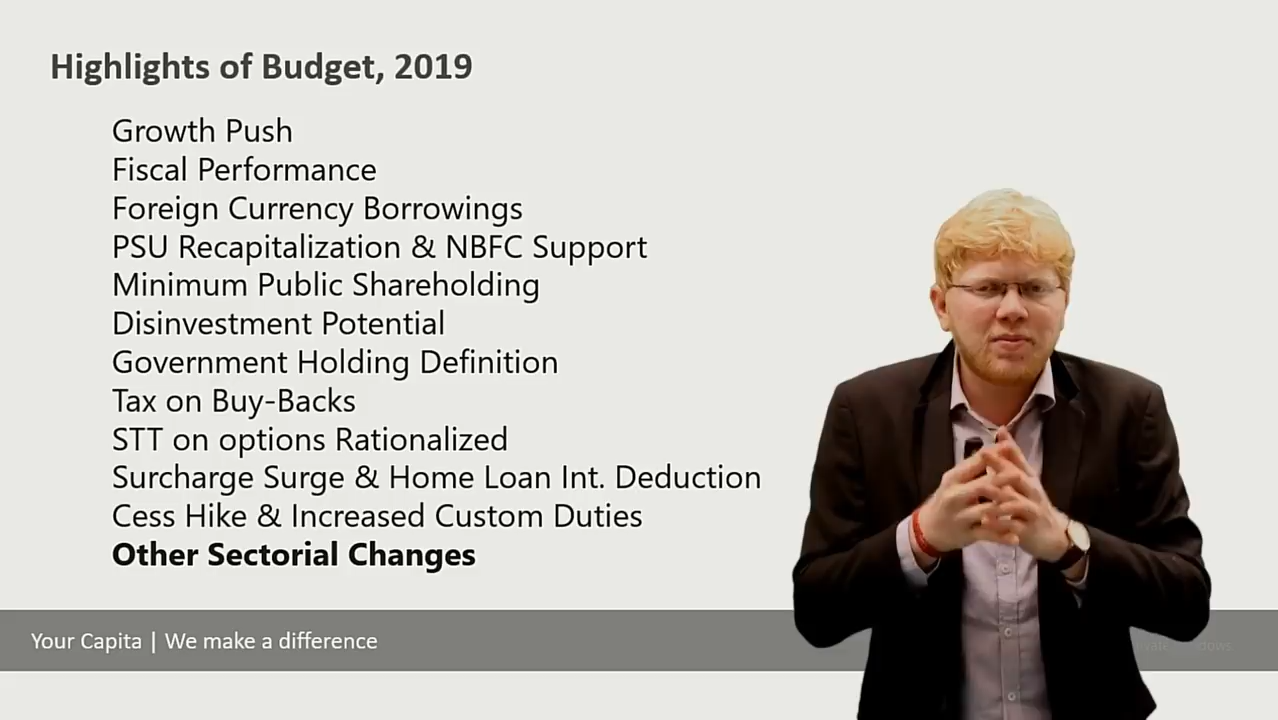 Highlights of Budget, 2019
Growth Push
Fiscal Performance
Foreign Currency Borrowings
PSU Recapitalization & NBFC Support
Minimum Public Shareholding
Disinvestment Potential
Government Holding Definition
Tax on Buy-Backs
STT on options Rationalized
Surcharge Surge & Home Loan Int. Deduction
Cess Hike & Increased Custom Duties
Other Sectorial Changes
Your Capita | We make a difference